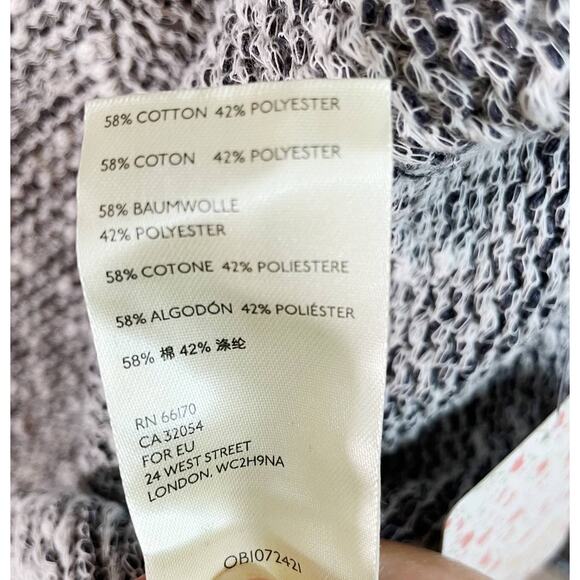 58% COTTON 42% POLYESTER
58% COTON 42% POLYESTER
58% BAUMWOLLE
42% POLYESTER
58% COTONE 42% POLIESTERE
58% ALGODÓN 42% POLIÉSTER
58% 棉 42% 涤纶
RN 66170
CA 32054
FOR EU
24 WEST STREET
LONDON, WC2H9NA
OB1072421